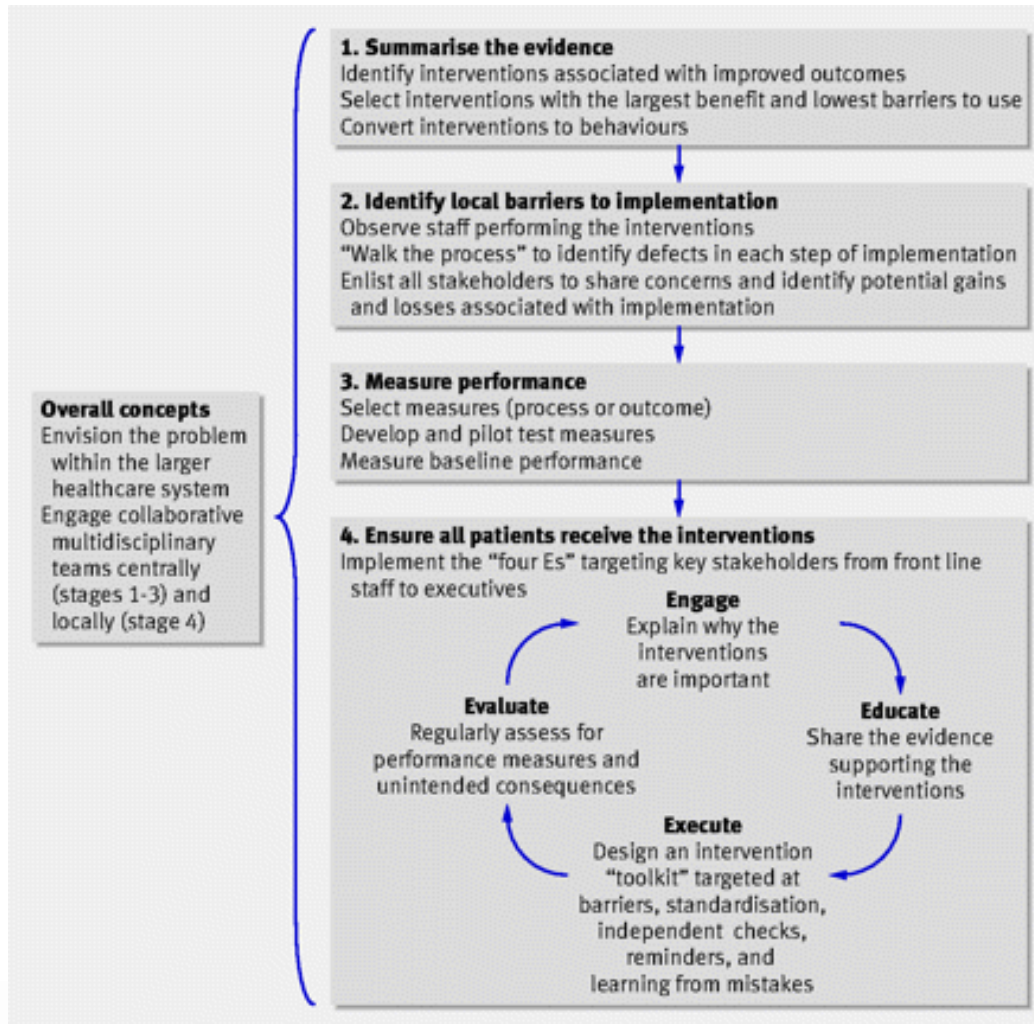 1. Summarise the evidence
Identify interventions associated with improved outcomes
Select interventions with the largest benefit and lowest barriers to use
Convert interventions to behaviours
2. Identify local barriers to implementation
Observe staff performing the interventions
“Walk the process” to identify defects in each step of implementation
Enlist all stakeholders to share concerns and identify potential gains
and losses associated with implementation
3. Measure performance
Select measures (process or outcome)
Develop and pilot test measures
Measure baseline performance
Overall concepts
Envision the problem
within the larger
healthcare system
Engage collaborative
multidisciplinary
teams centrally
(stages 1-3) and
locally (stage 4)
4. Ensure all patients receive the interventions
Implement the “four Es” targeting key stakeholders from front line
staff to executives
Engage
Explain why the
interventions
are important
Educate
Share the evidence
supporting the
interventions
Execute
Design an intervention
“toolkit” targeted at
barriers, standardisation,
independent checks,
reminders, and
learning from mistakes
Evaluate
Regularly assess for
performance measures and
unintended consequences